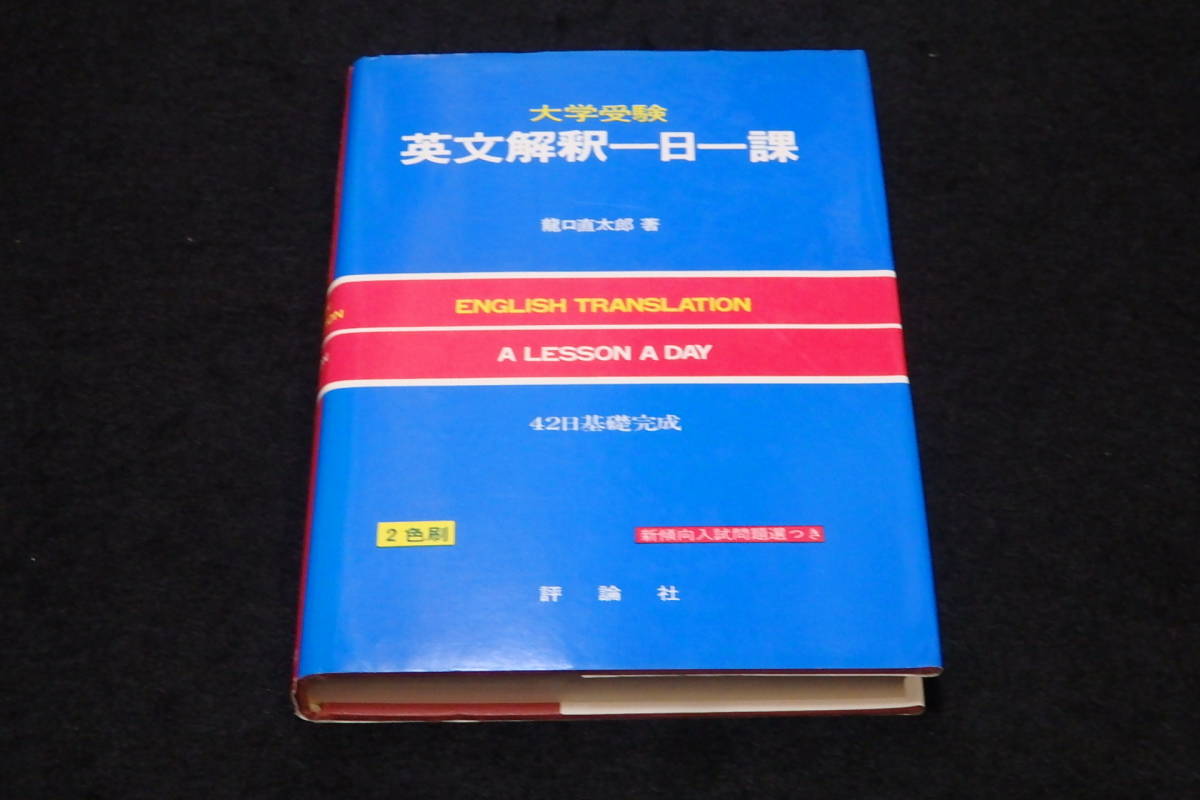 大学受験
英文解釈一日一課
龍口直太郎 著
ENGLISH TRANSLATION
A LESSON A DAY
42日基礎完成
2色刷
新傾向入試問題選つき
評論社